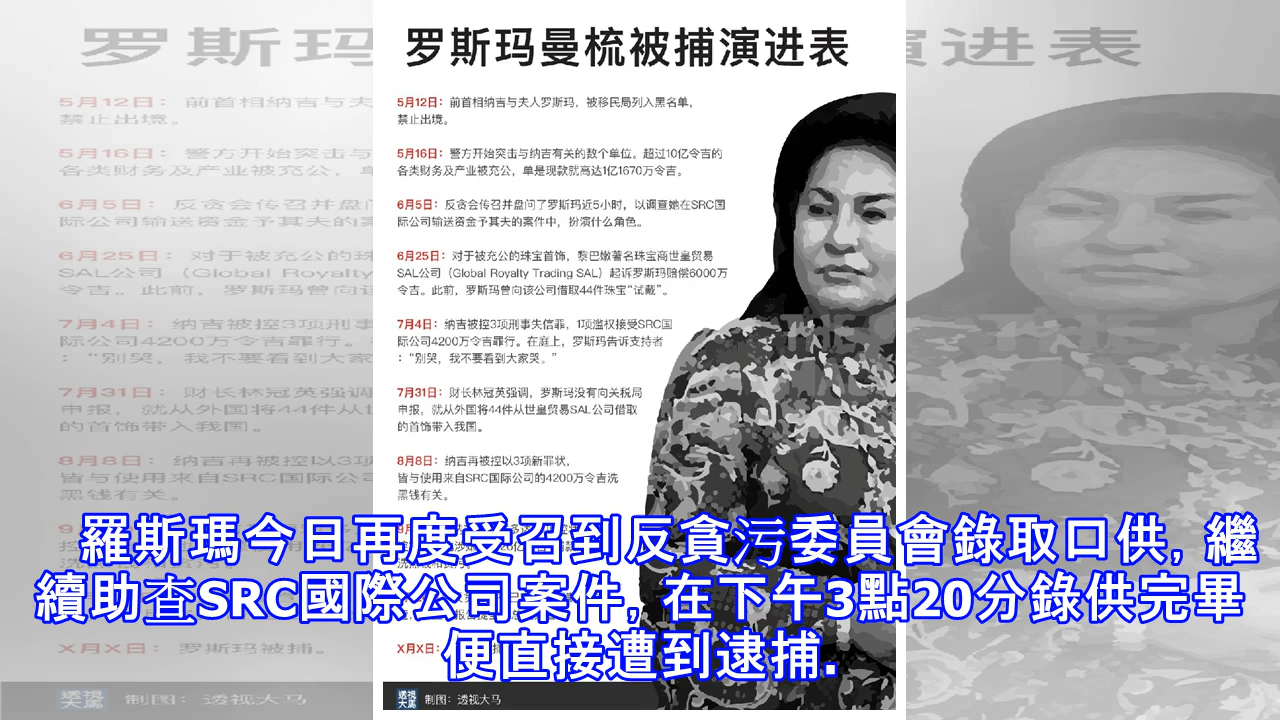 罗斯玛曼梳被捕演进表
5月12日：前首相纳吉与夫人罗斯玛，被移民局列入黑名单，
禁止出境。
5月16日：警方开始突击与纳吉有关的数个单位。超过10亿令吉的
各类财务及产业被充公，单是现款就高达1亿1670万令吉。
6月5日：反贪会传召并盘问了罗斯玛近5小时，以调查她在SRC国
际公司输送资金予其夫的案件中，扮演什么角色。
6月25日：对于被充公的珠宝首饰，黎巴嫩著名珠宝商世皇贸易
SAL公司（Global Royalty Trading SAL）起诉罗斯玛赔偿6000万
令吉。此前，罗斯玛曾向该公司借取44件珠宝“试戴”。
7月4日：纳吉被控3项刑事失信罪，1项滥权接受SRC国
际公司4200万令吉罪行。在庭上，罗斯玛告诉支持者
：“别哭，我不要看到大家哭。”
7月31日：财长林冠英强调，罗斯玛没有向关税局
申报，就从外国将44件从世皇贸易SAL公司借取
的首饰带入我国。
8月8日：纳吉再被控以3项新罪状，
皆与使用来自SRC国际公司的4200万令吉洗
黑钱有关。
羅斯瑪今日再度受召到反貪污委員會錄取口供, 繼
續助查SRC國際公司案件, 在下午3點20分錄供完畢
便直接遭到逮捕.
X月X日：
透视大马
制图：透视大马